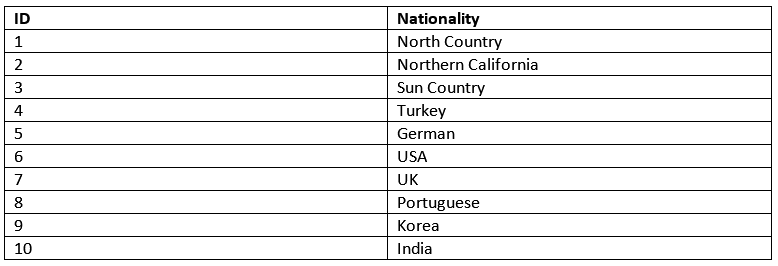 ID Nationality
1 North Country
2 Northern California
3 Sun Country
4 Turkey
5 German
6 USA
7 UK
8 Portuguese
9 Korea
10 India